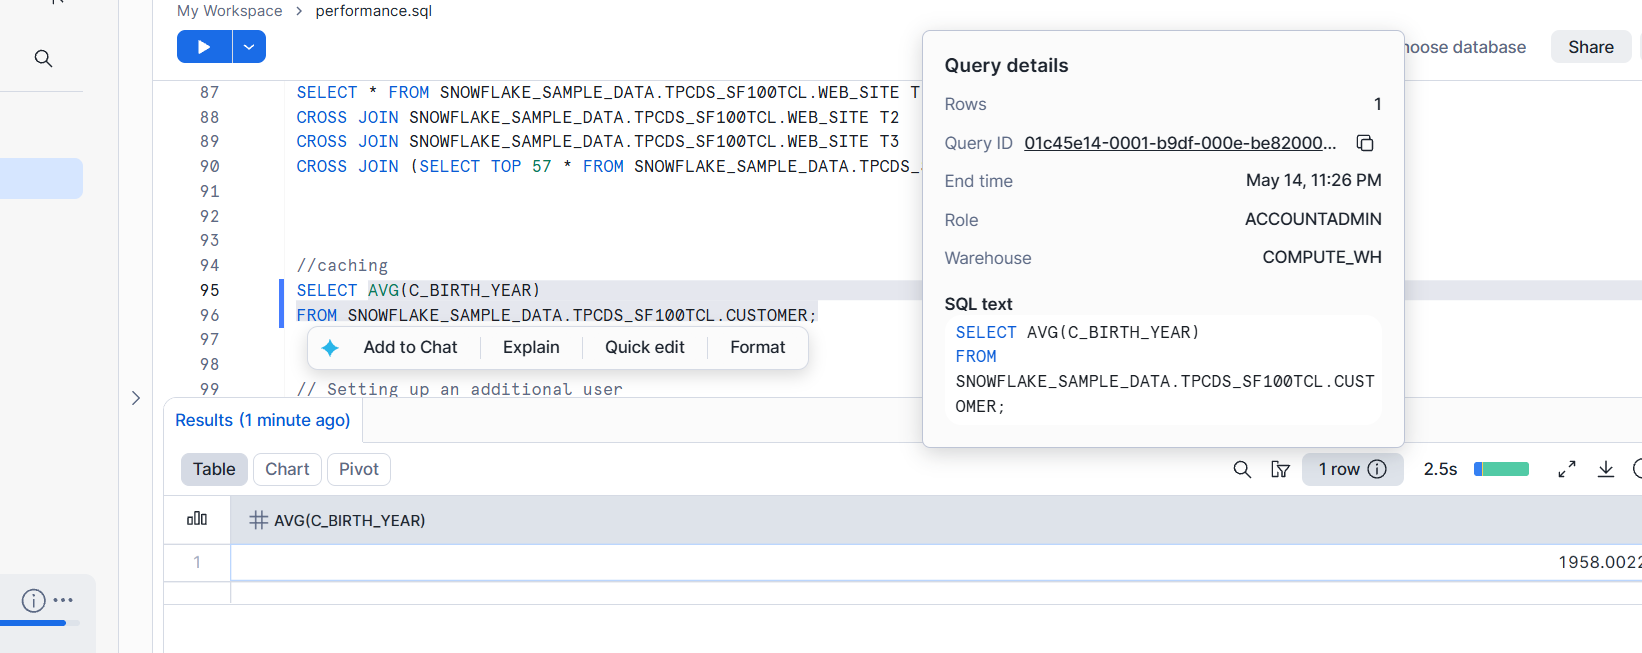 My Workspace > performance.sql
hoose database
Share
87 SELECT * FROM SNOWFLAKE_SAMPLE_DATA.TPCDS_SF100TCL.WEB_SITE T
88 CROSS JOIN SNOWFLAKE_SAMPLE_DATA.TPCDS_SF100TCL.WEB_SITE T2
89 CROSS JOIN SNOWFLAKE_SAMPLE_DATA.TPCDS_SF100TCL.WEB_SITE T3
90 CROSS JOIN (SELECT TOP 57 * FROM SNOWFLAKE_SAMPLE_DATA.TPCDS_
91
92
93
94 //caching
95 SELECT AVG(C_BIRTH_YEAR)
96 FROM SNOWFLAKE_SAMPLE_DATA.TPCDS_SF100TCL.CUSTOMER;
97
Add to Chat Explain Quick edit Format
98
99 // Setting up an additional user
Query details
Rows 1
Query ID 01c45e14-0001-b9df-000e-be82000...
End time May 14, 11:26 PM
Role ACCOUNTADMIN
Warehouse COMPUTE_WH
SQL text
SELECT AVG(C_BIRTH_YEAR)
FROM
SNOWFLAKE_SAMPLE_DATA.TPCDS_SF100TCL.CUST
OMER;
Results (1 minute ago)
Table Chart Pivot
1 row 2.5s
AVG(C_BIRTH_YEAR)
1 1958.0022